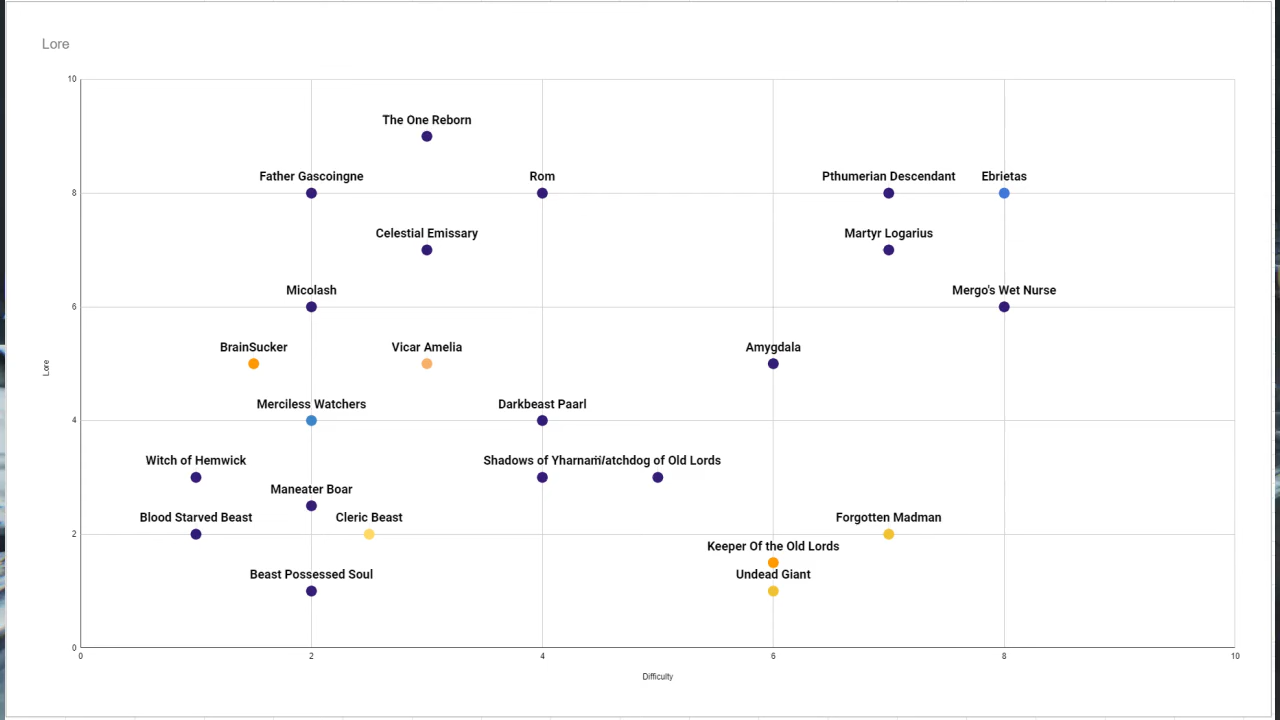 Lore
10
The One Reborn
Father Gascoingne
Rom
Pthumerian Descendant
Ebrietas
8
Celestial Emissary
Martyr Logarius
Micolash
Mergo's Wet Nurse
6
BrainSucker
Vicar Amelia
Amygdala
Lore
Merciless Watchers
Darkbeast Paarl
4
Witch of Hemwick
Shadows of Yharnam
of Old Lords
Maneater Boar
Blood Starved Beast
Cleric Beast
Forgotten Madman
2
Keeper Of the Old Lords
Beast Possessed Soul
Undead Giant
0
0 2 4 6 8 10
Difficulty